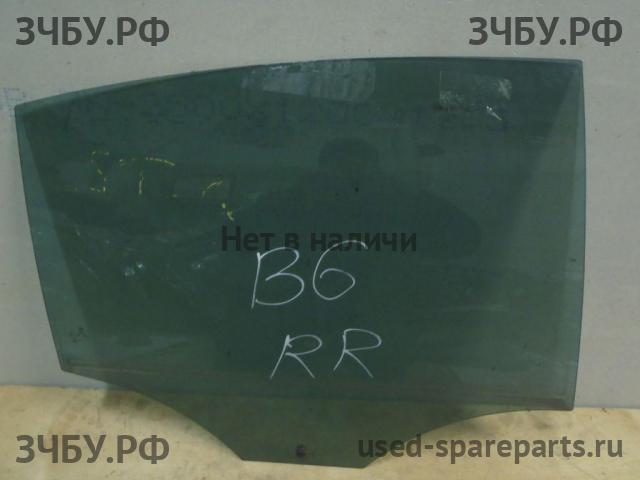 ЗЧБУ.РФ
ЗЧБУ.РФ
Нет в наличи
B6
RR
ЗЧБУ.РФ
used-spareparts.ru